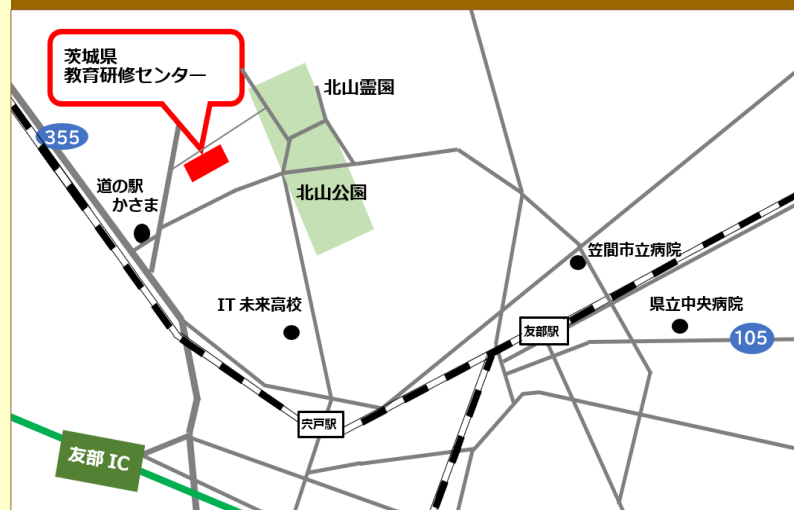 茨城県
教育研修センター
北山霊園
355
道の駅
かさま
北山公園
笠間市立病院
IT 未来高校
県立中央病院
友部駅
105
宍戸駅
友部 IC